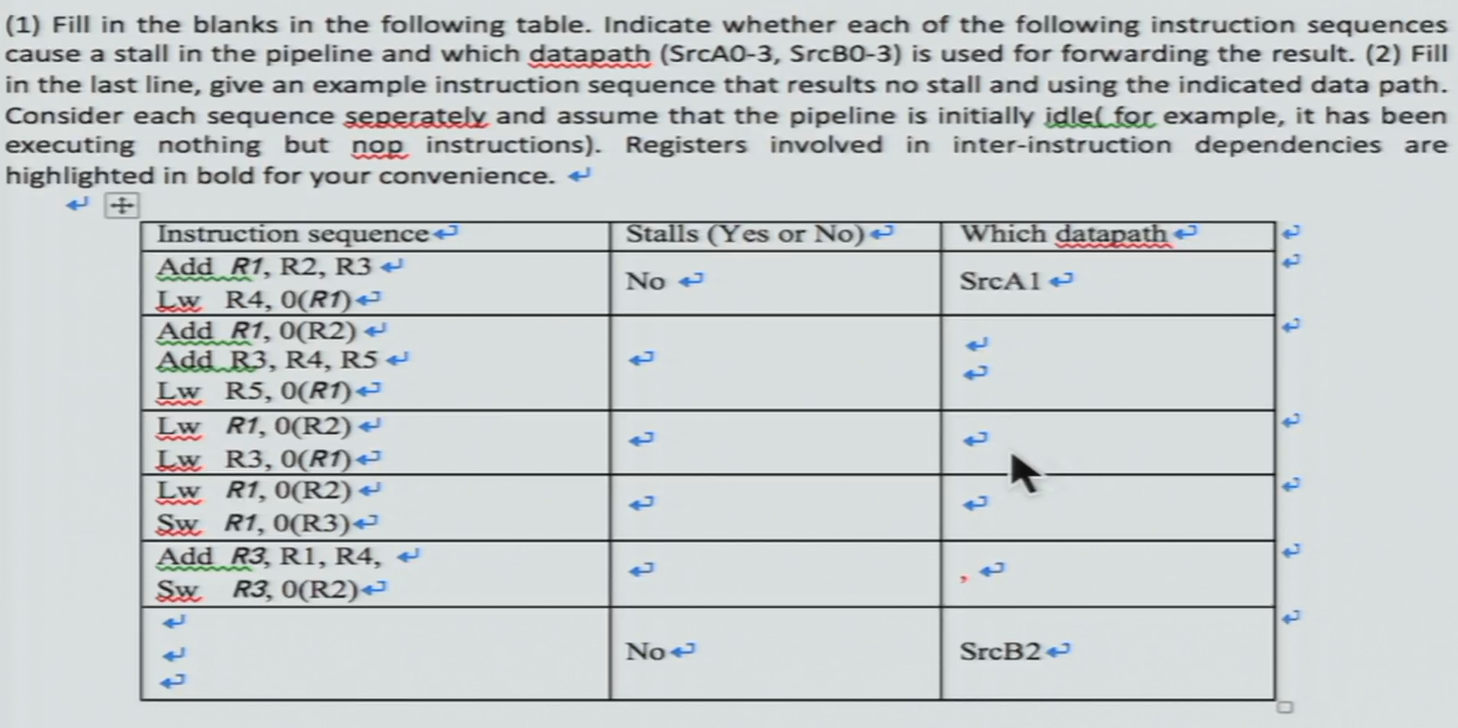 (1) Fill in the blanks in the following table. Indicate whether each of the following instruction sequences
cause a stall in the pipeline and which datapath (SrcA0-3, SrcB0-3) is used for forwarding the result. (2) Fill
in the last line, give an example instruction sequence that results no stall and using the indicated data path.
Consider each sequence seperately and assume that the pipeline is initially idle( for example, it has been
executing nothing but nop instructions). Registers involved in inter-instruction dependencies are
highlighted in bold for your convenience.
Instruction sequence Stalls (Yes or No) Which datapath
Add R1, R2, R3
Lw R4, 0(R1)
No SrcA1
Add R1, 0(R2)
Add R3, R4, R5
Lw R5, 0(R1)
Lw R1, 0(R2)
Lw R3, 0(R1)
Lw R1, 0(R2)
Sw R1, 0(R3)
Add R3, R1, R4,
Sw R3, 0(R2)
,
No SrcB2